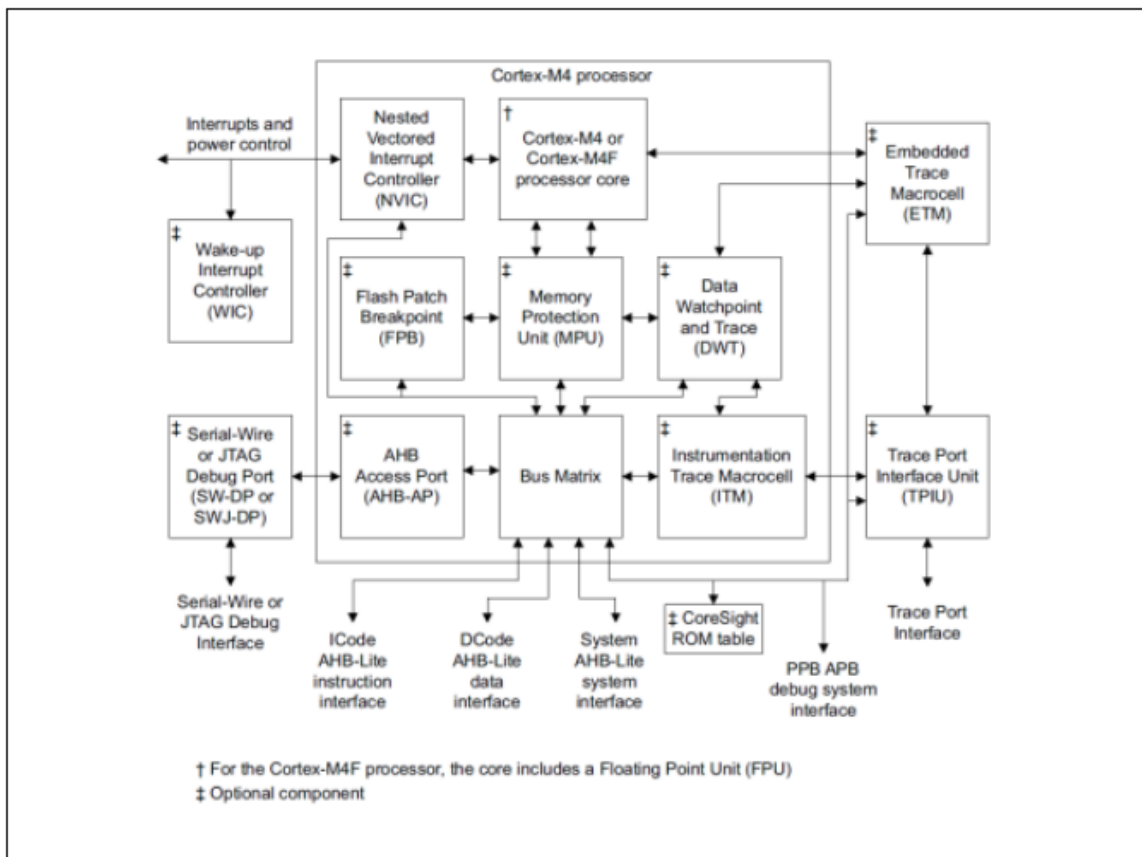 Cortex-M4 processor
Interrupts and
power control
Nested
Vectored
Interrupt
Controller
(NVIC)
†
Cortex-M4 or
Cortex-M4F
processor core
‡
Embedded
Trace
Macrocell
(ETM)
‡
Wake-up
Interrupt
Controller
(WIC)
‡
Flash Patch
Breakpoint
(FPB)
‡
Memory
Protection
Unit (MPU)
‡
Data
Watchpoint
and Trace
(DWT)
‡
Serial-Wire
or JTAG
Debug Port
(SW-DP or
SWJ-DP)
‡
AHB
Access Port
(AHB-AP)
Bus Matrix
‡
Instrumentation
Trace Macrocell
(ITM)
‡
Trace Port
Interface Unit
(TPIU)
Serial-Wire or
JTAG Debug
Interface
ICode
AHB-Lite
instruction
interface
DCode
AHB-Lite
data
interface
System
AHB-Lite
system
interface
‡ CoreSight
ROM table
PPB APB
debug system
interface
Trace Port
Interface
† For the Cortex-M4F processor, the core includes a Floating Point Unit (FPU)
‡ Optional component